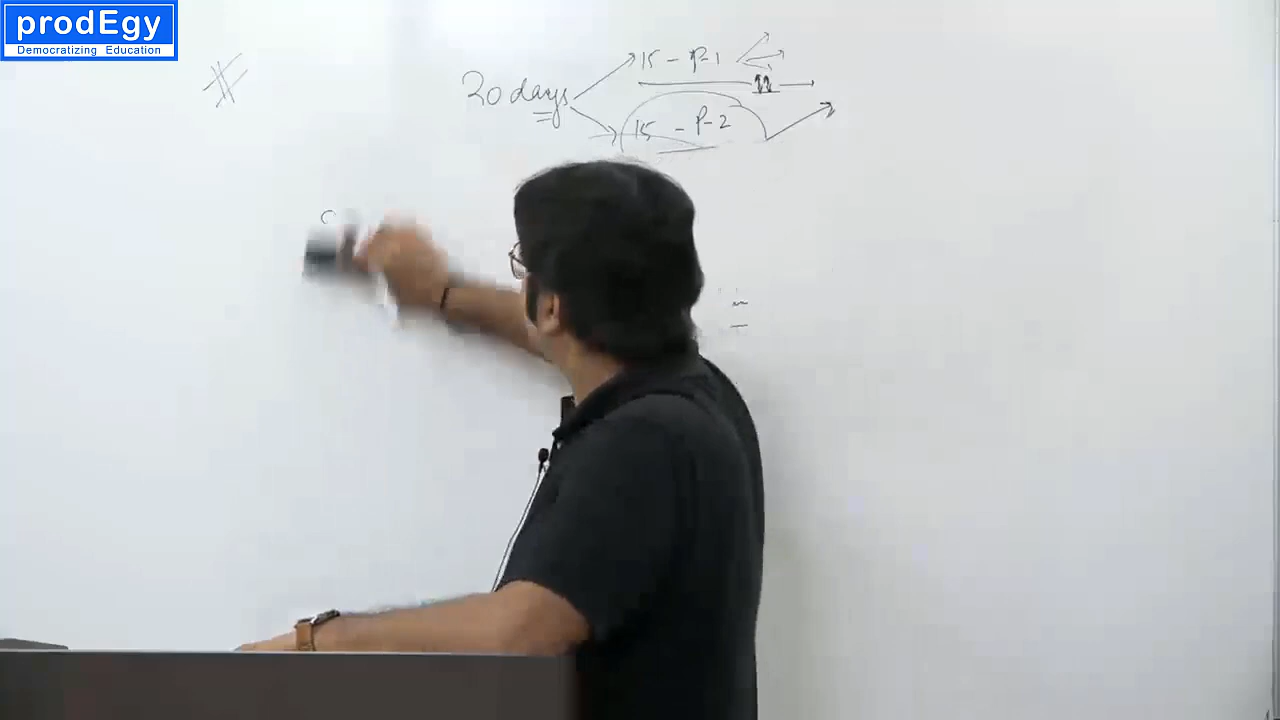 prodEgy
Democratizing Education
#
15 - P-1
30 days
15 - P-2